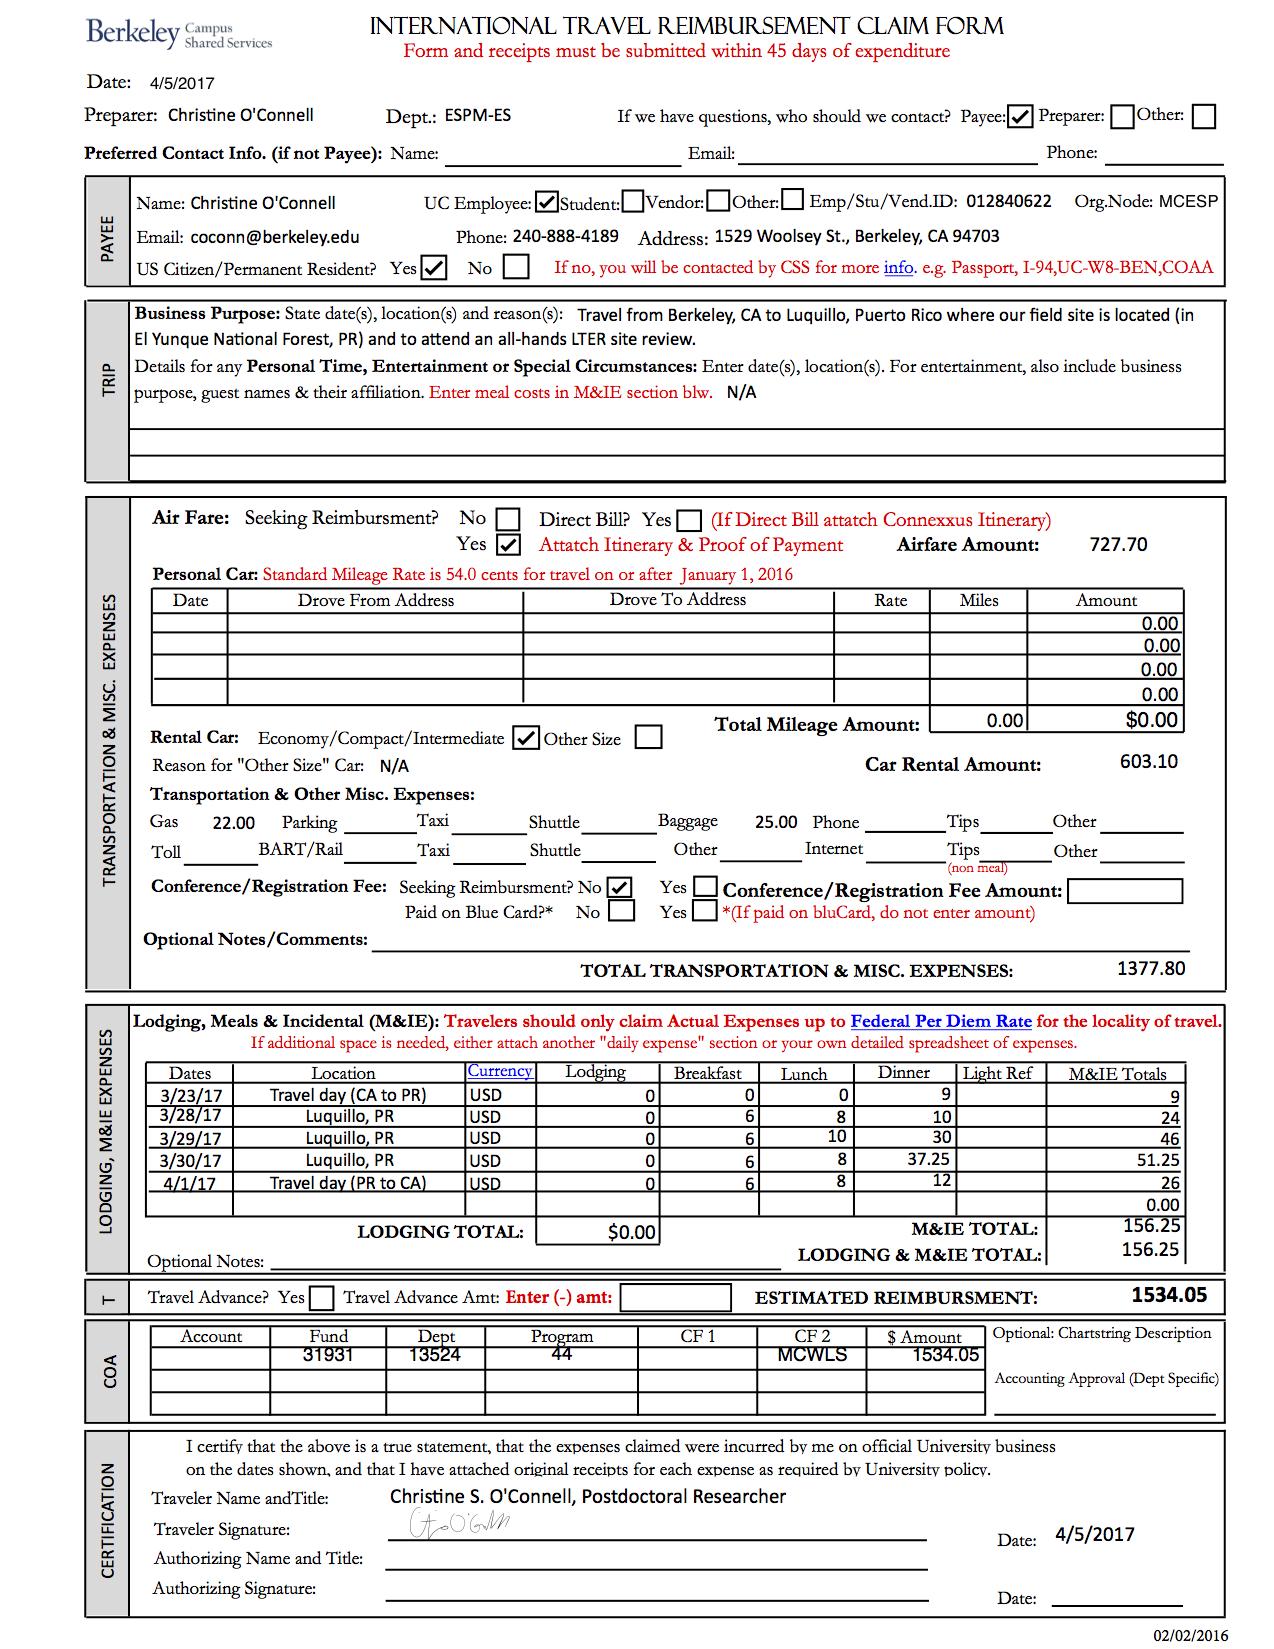 Berkeley Campus Shared Services
INTERNATIONAL TRAVEL REIMBURSEMENT CLAIM FORM
Form and receipts must be submitted within 45 days of expenditure
Date: 4/5/2017
Preparer: Christine O'Connell Dept.: ESPM-ES If we have questions, who should we contact? Payee: ✓ Preparer: Other:
Preferred Contact Info. (if not Payee): Name: Email: Phone:
PAYEE
Name: Christine O'Connell UC Employee: ✓ Student: Vendor: Other: Emp/Stu/Vend.ID: 012840622 Org.Node: MCESP
Email: coconn@berkeley.edu Phone: 240-888-4189 Address: 1529 Woolsey St., Berkeley, CA 94703
US Citizen/Permanent Resident? Yes ✓ No If no, you will be contacted by CSS for more info. e.g. Passport, I-94,UC-W8-BEN,COAA
TRIP
Business Purpose: State date(s), location(s) and reason(s): Travel from Berkeley, CA to Luquillo, Puerto Rico where our field site is located (in
El Yunque National Forest, PR) and to attend an all-hands LTER site review.
Details for any Personal Time, Entertainment or Special Circumstances: Enter date(s), location(s). For entertainment, also include business
purpose, guest names & their affiliation. Enter meal costs in M&IE section blw. N/A
TRANSPORTATION & MISC. EXPENSES
Air Fare: Seeking Reimbursment? No Direct Bill? Yes (If Direct Bill attatch Connexxus Itinerary)
Yes ✓ Attatch Itinerary & Proof of Payment Airfare Amount: 727.70
Personal Car: Standard Mileage Rate is 54.0 cents for travel on or after January 1, 2016
Date Drove From Address Drove To Address Rate Miles Amount
0.00
0.00
0.00
0.00
Total Mileage Amount: 0.00 $0.00
Rental Car: Economy/Compact/Intermediate ✓ Other Size
Reason for "Other Size" Car: N/A Car Rental Amount: 603.10
Transportation & Other Misc. Expenses:
Gas 22.00 Parking Taxi Shuttle Baggage 25.00 Phone Tips Other
Toll BART/Rail Taxi Shuttle Other Internet Tips Other
(non meal)
Conference/Registration Fee: Seeking Reimbursment? No ✓ Yes Conference/Registration Fee Amount:
Paid on Blue Card?* No Yes *(If paid on bluCard, do not enter amount)
Optional Notes/Comments:
TOTAL TRANSPORTATION & MISC. EXPENSES: 1377.80
LODGING, M&IE EXPENSES
Lodging, Meals & Incidental (M&IE): Travelers should only claim Actual Expenses up to Federal Per Diem Rate for the locality of travel.
If additional space is needed, either attach another "daily expense" section or your own detailed spreadsheet of expenses.
Dates Location Currency Lodging Breakfast Lunch Dinner Light Ref M&IE Totals
3/23/17 Travel day (CA to PR) USD 0 0 0 9 9
3/28/17 Luquillo, PR USD 0 6 8 10 24
3/29/17 Luquillo, PR USD 0 6 10 30 46
3/30/17 Luquillo, PR USD 0 6 8 37.25 51.25
4/1/17 Travel day (PR to CA) USD 0 6 8 12 26
0.00
LODGING TOTAL: $0.00 M&IE TOTAL: 156.25
LODGING & M&IE TOTAL: 156.25
Optional Notes:
T
Travel Advance? Yes Travel Advance Amt: Enter (-) amt: ESTIMATED REIMBURSMENT: 1534.05
COA
Account Fund Dept Program CF 1 CF 2 $ Amount Optional: Chartstring Description
31931 13524 44 MCWLS 1534.05
Accounting Approval (Dept Specific)
CERTIFICATION
I certify that the above is a true statement, that the expenses claimed were incurred by me on official University business
on the dates shown, and that I have attached original receipts for each expense as required by University policy.
Traveler Name andTitle: Christine S. O'Connell, Postdoctoral Researcher
Traveler Signature: Date: 4/5/2017
Authorizing Name and Title:
Authorizing Signature: Date:
02/02/2016